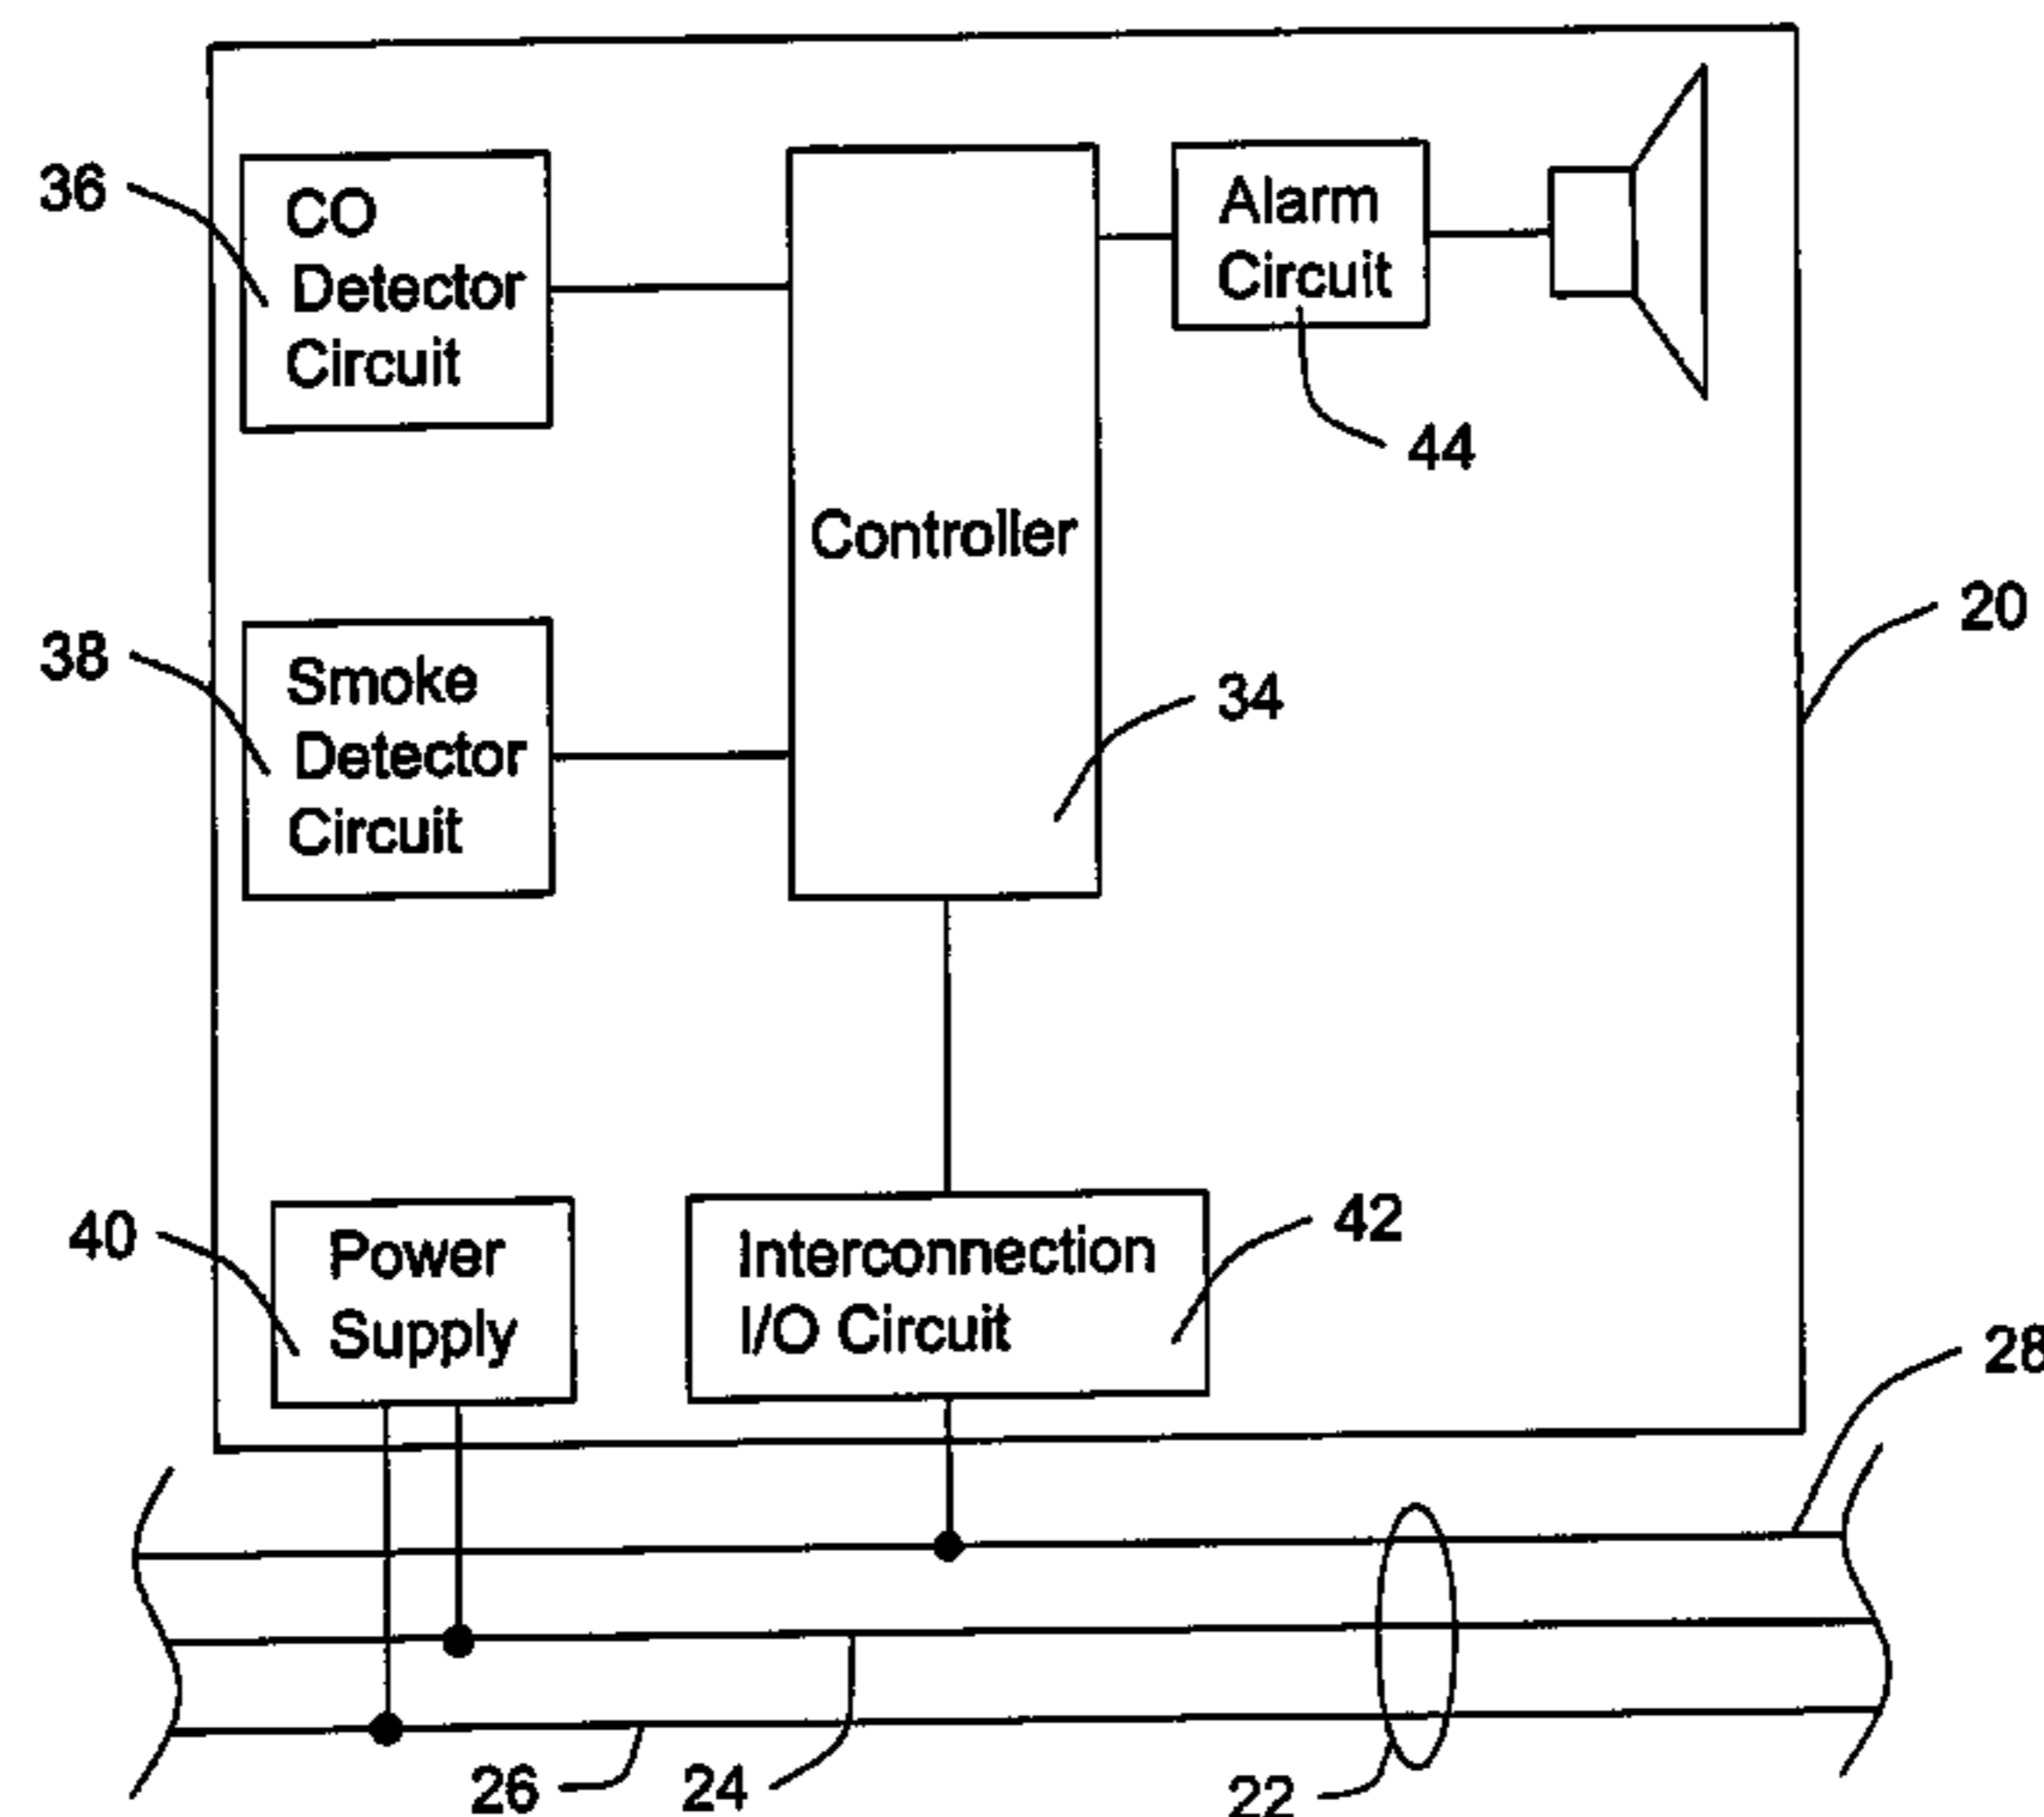 36
CO
Detector
Circuit
Controller
Alarm
Circuit
44
20
38
Smoke
Detector
Circuit
34
40
Power
Supply
Interconnection
I/O Circuit
42
28
26
24
22